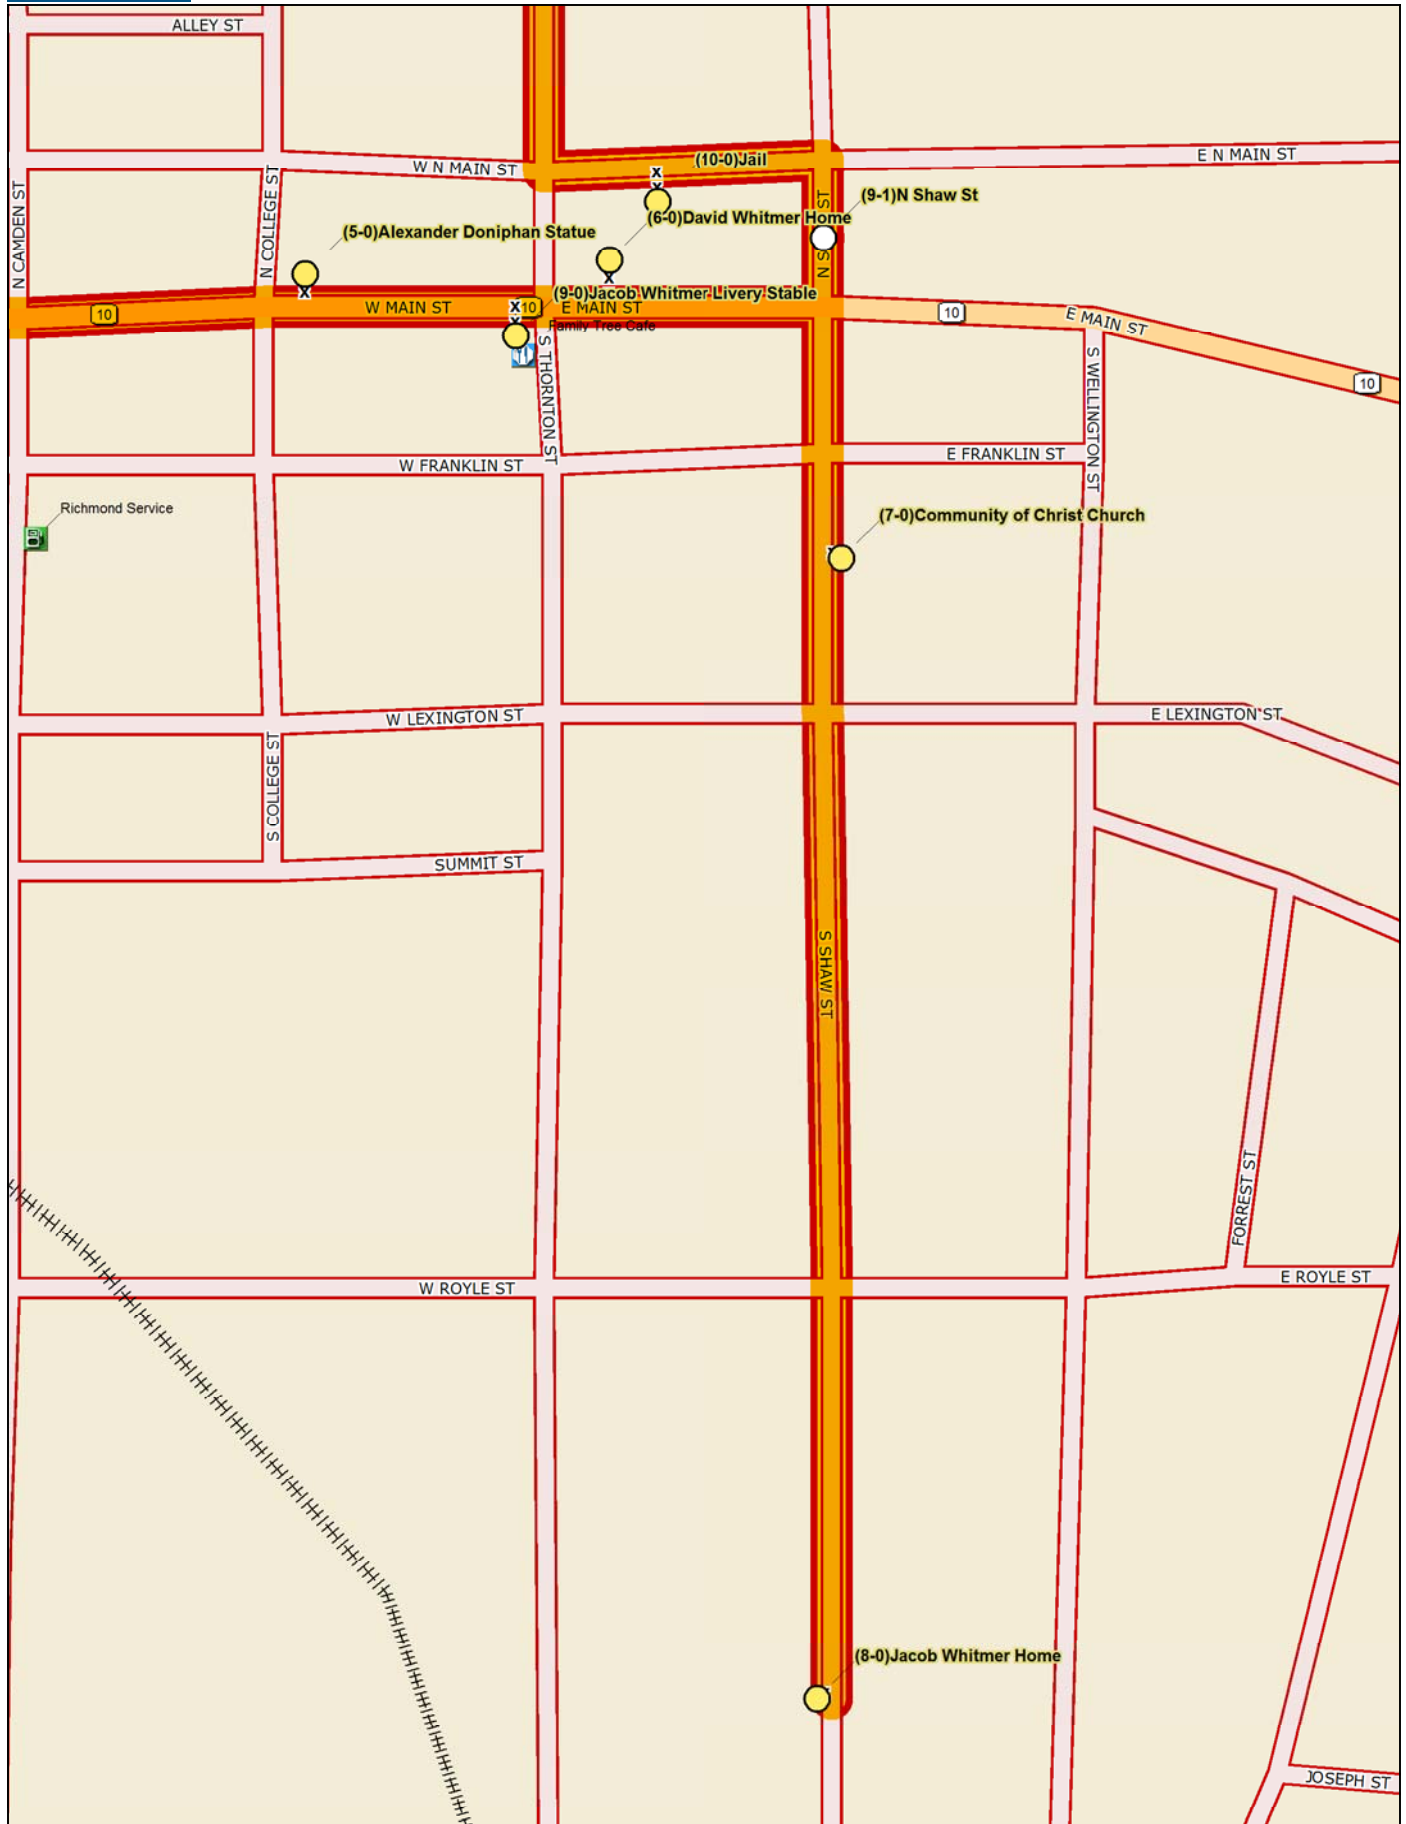 ALLEY ST
W N MAIN ST
(10-0)Jail
E N MAIN ST
N CAMDEN ST
N COLLEGE ST
X
X
(9-1)N Shaw St
(6-0)David Whitmer Home
(5-0)Alexander Doniphan Statue
N S
ST
X
X
(9-0)Jacob Whitmer Livery Stable
10
W MAIN ST
X
10
E MAIN ST
X
10
E MAIN ST
Family Tree Cafe
10
S THORNTON ST
S WELLINGTON ST
W FRANKLIN ST
E FRANKLIN ST
Richmond Service
(7-0)Community of Christ Church
W LEXINGTON ST
E LEXINGTON ST
S COLLEGE ST
SUMMIT ST
S SHAW ST
FORREST ST
W ROYLE ST
E ROYLE ST
(8-0)Jacob Whitmer Home
JOSEPH ST